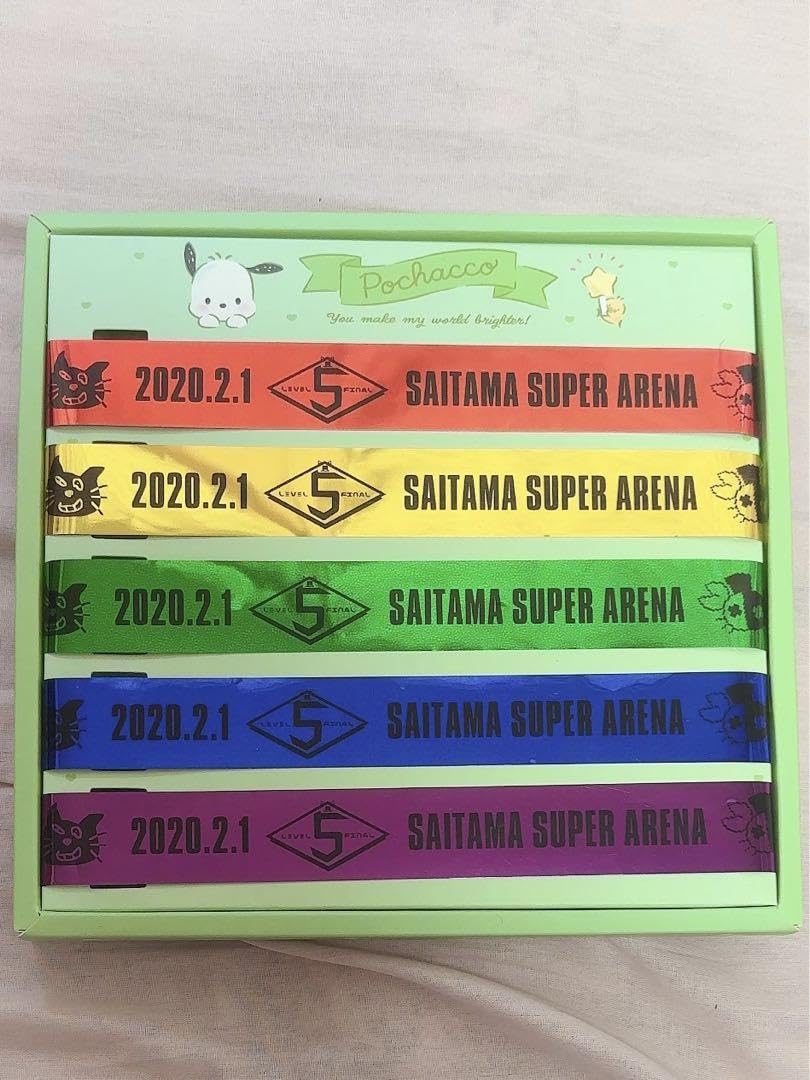 Pochacco
You make my world brighter!
2020.2.1 LEVEL 5 FINAL SAITAMA SUPER ARENA
2020.2.1 LEVEL 5 FINAL SAITAMA SUPER ARENA
2020.2.1 LEVEL 5 FINAL SAITAMA SUPER ARENA
2020.2.1 LEVEL 5 FINAL SAITAMA SUPER ARENA
2020.2.1 LEVEL 5 FINAL SAITAMA SUPER ARENA